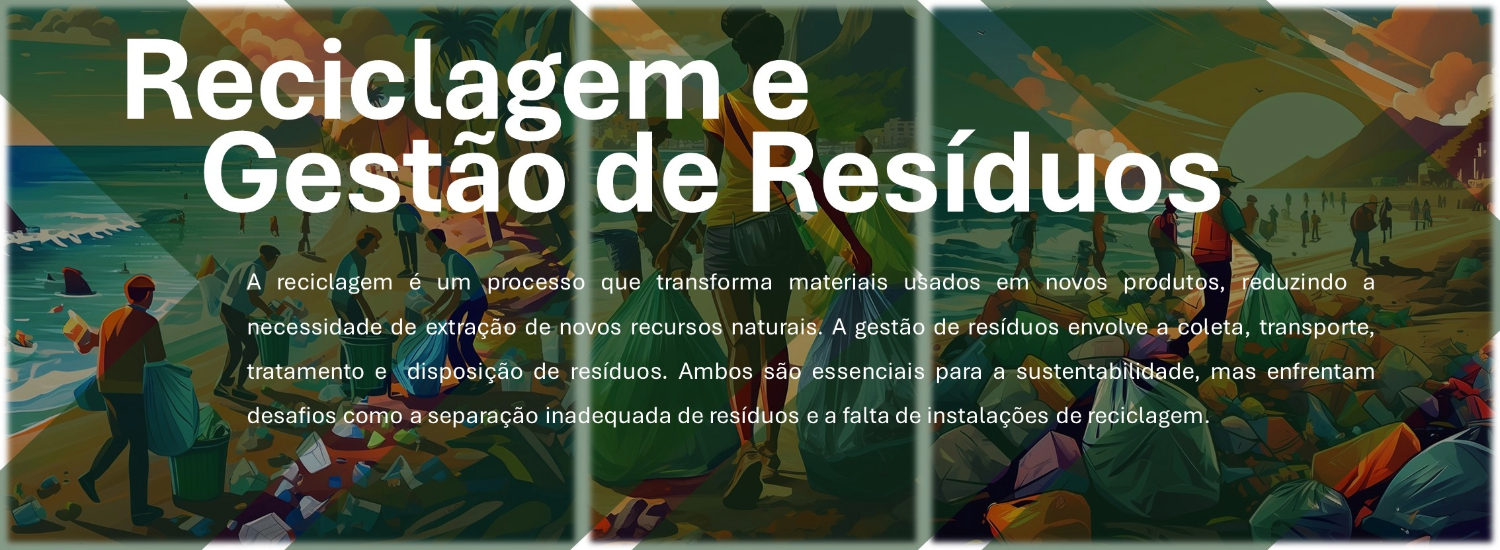 Reciclagem e
Gestão de Resíduos
A reciclagem é um processo que transforma materiais usados em novos produtos, reduzindo a
necessidade de extração de novos recursos naturais. A gestão de resíduos envolve a coleta, transporte,
tratamento e disposição de resíduos. Ambos são essenciais para a sustentabilidade, mas enfrentam
desafios como a separação inadequada de resíduos e a falta de instalações de reciclagem.